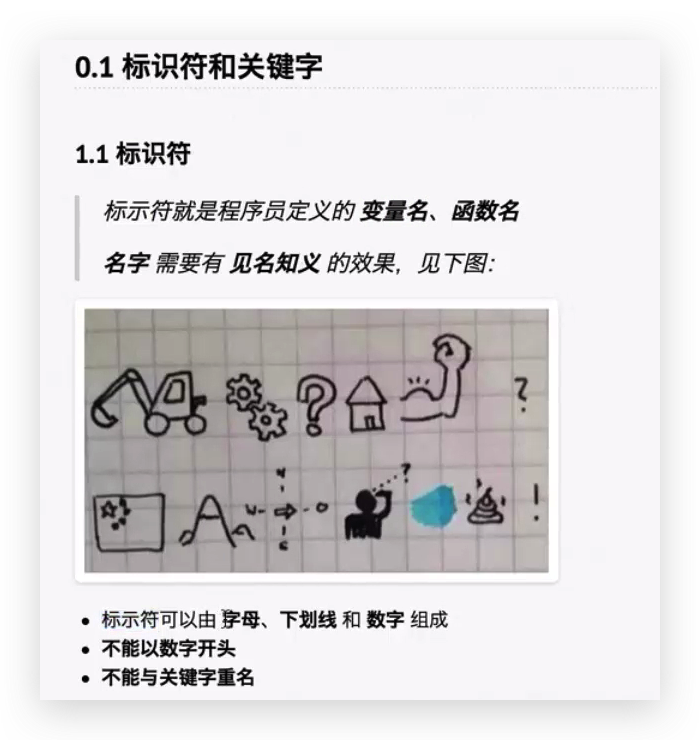 0.1 标识符和关键字
1.1 标识符
标示符就是程序员定义的 变量名、函数名
名字 需要有 见名知义 的效果，见下图：
?
?
!
标示符可以由 字母、下划线 和 数字 组成
不能以数字开头
不能与关键字重名